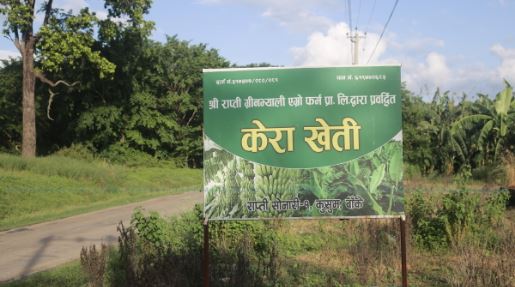 श्री राप्ती ग्रीनभ्याली एग्रो फर्म प्रा. लि.द्वारा प्रवर्द्धित
केरा खेती
राप्ती सोनारी-१, कुसुम, बाँके